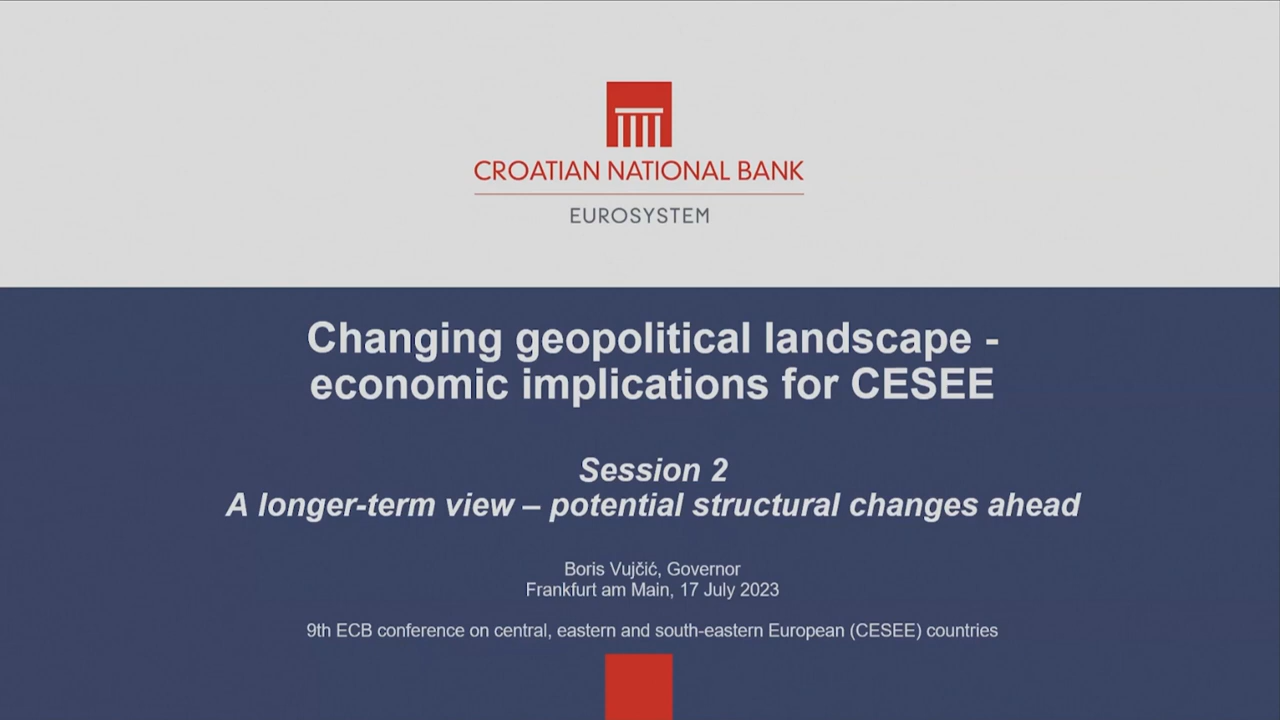 CROATIAN NATIONAL BANK
EUROSYSTEM
Changing geopolitical landscape -
economic implications for CESEE
Session 2
A longer-term view – potential structural changes ahead
Boris Vujčić, Governor
Frankfurt am Main, 17 July 2023
9th ECB conference on central, eastern and south-eastern European (CESEE) countries